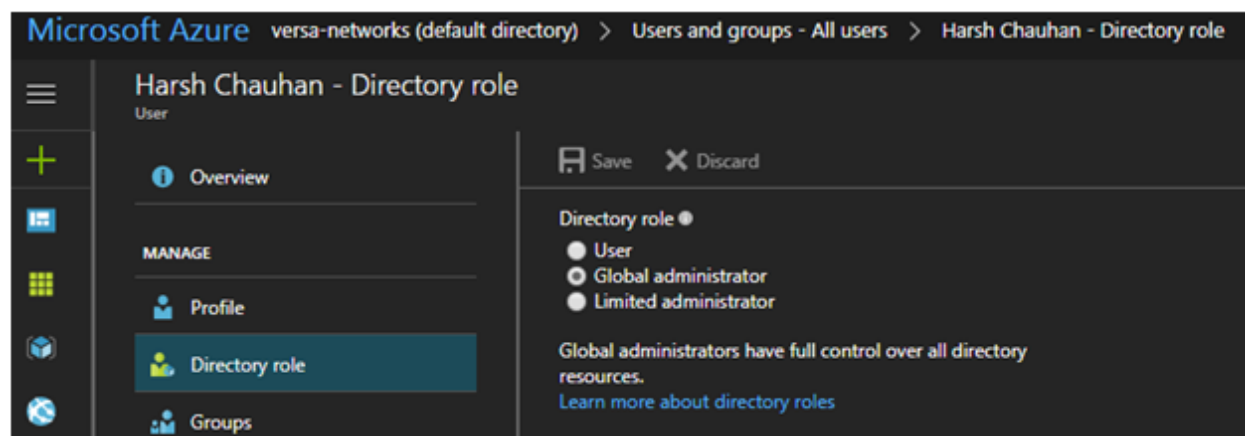 Microsoft Azure versa-networks (default directory) > Users and groups - All users > Harsh Chauhan - Directory role
Harsh Chauhan - Directory role
User
Overview
MANAGE
Profile
Directory role
Groups
Save Discard
Directory role
User
Global administrator
Limited administrator
Global administrators have full control over all directory
resources.
Learn more about directory roles